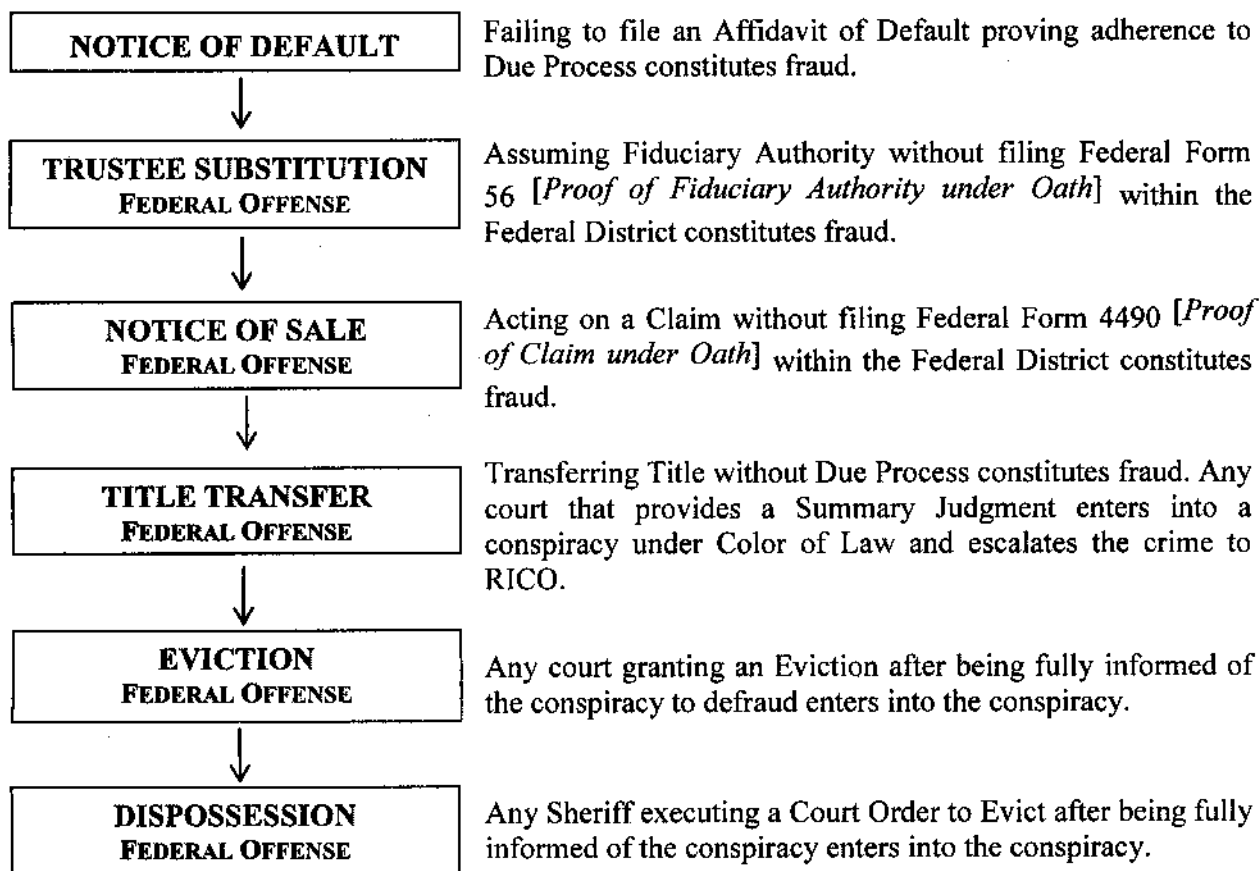 NOTICE OF DEFAULT
Failing to file an Affidavit of Default proving adherence to
Due Process constitutes fraud.
TRUSTEE SUBSTITUTION
FEDERAL OFFENSE
Assuming Fiduciary Authority without filing Federal Form
56 [Proof of Fiduciary Authority under Oath] within the
Federal District constitutes fraud.
NOTICE OF SALE
FEDERAL OFFENSE
Acting on a Claim without filing Federal Form 4490 [Proof
of Claim under Oath] within the Federal District constitutes
fraud.
TITLE TRANSFER
FEDERAL OFFENSE
Transferring Title without Due Process constitutes fraud. Any
court that provides a Summary Judgment enters into a
conspiracy under Color of Law and escalates the crime to
RICO.
EVICTION
FEDERAL OFFENSE
Any court granting an Eviction after being fully informed of
the conspiracy to defraud enters into the conspiracy.
DISPOSSESSION
FEDERAL OFFENSE
Any Sheriff executing a Court Order to Evict after being fully
informed of the conspiracy enters into the conspiracy.